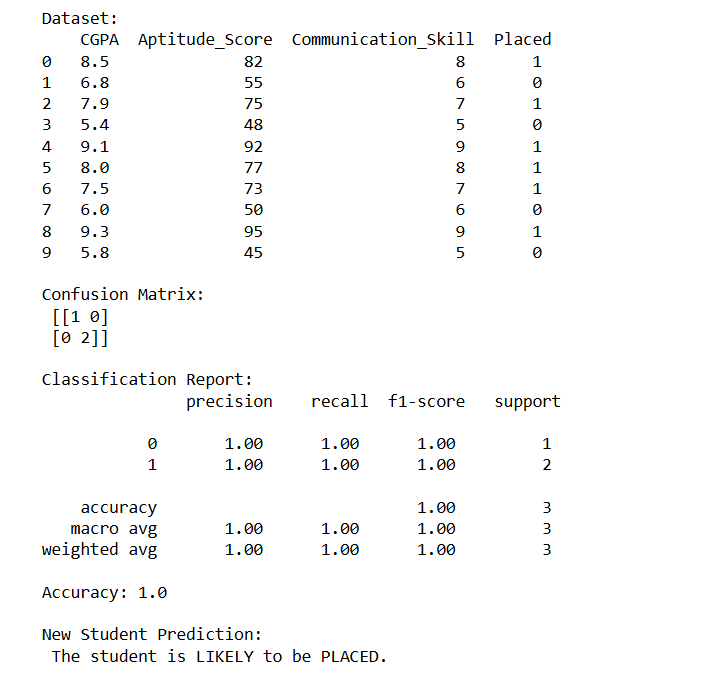 Dataset:
    CGPA  Aptitude_Score  Communication_Skill  Placed
0   8.5              82                    8       1
1   6.8              55                    6       0
2   7.9              75                    7       1
3   5.4              48                    5       0
4   9.1              92                    9       1
5   8.0              77                    8       1
6   7.5              73                    7       1
7   6.0              50                    6       0
8   9.3              95                    9       1
9   5.8              45                    5       0

Confusion Matrix:
 [[1 0]
 [0 2]]

Classification Report:
               precision    recall  f1-score   support

           0       1.00      1.00      1.00         1
           1       1.00      1.00      1.00         2

    accuracy                           1.00         3
   macro avg       1.00      1.00      1.00         3
weighted avg       1.00      1.00      1.00         3

Accuracy: 1.0

New Student Prediction:
 The student is LIKELY to be PLACED.